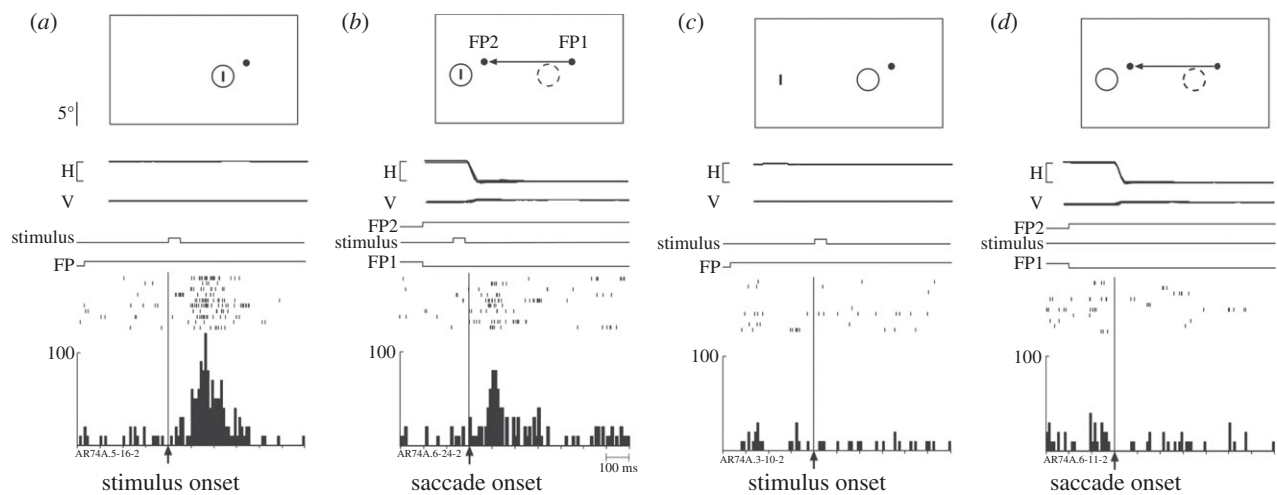 (a)
(b)
(c)
(d)
FP2
FP1
5°
H
V
stimulus
FP
100
AR74A.5-16-2
stimulus onset
H
V
FP2
stimulus
FP1
100
AR74A.6-24-2
100 ms
saccade onset
H
V
stimulus
FP
100
AR74A.3-10-2
stimulus onset
H
V
FP2
stimulus
FP1
100
AR74A.6-11-2
saccade onset